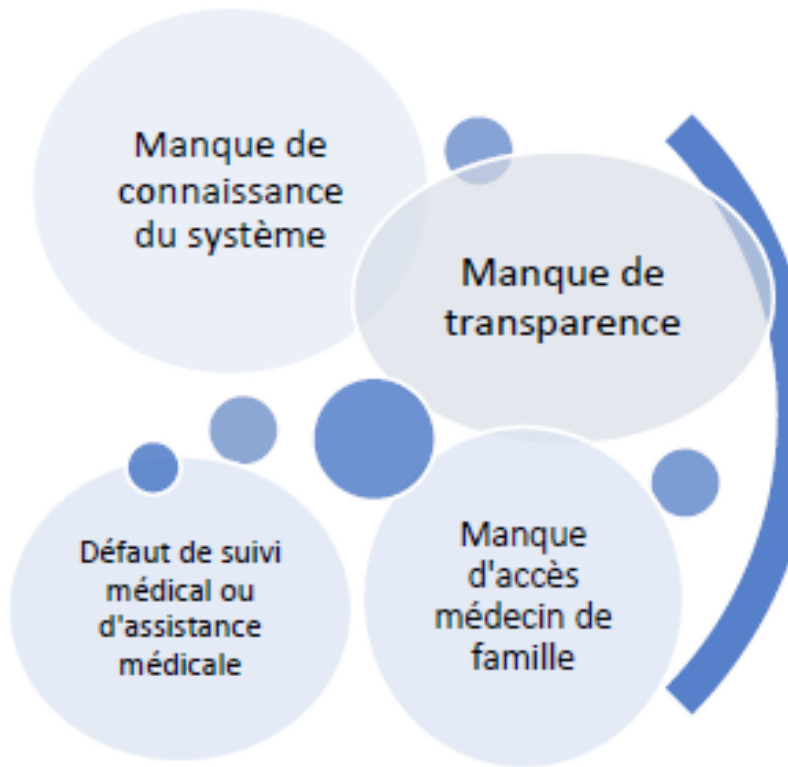 Manque de
connaissance
du système
Manque de
transparence
Défaut de suivi
médical ou
d'assistance
médicale
Manque
d'accès
médecin de
famille